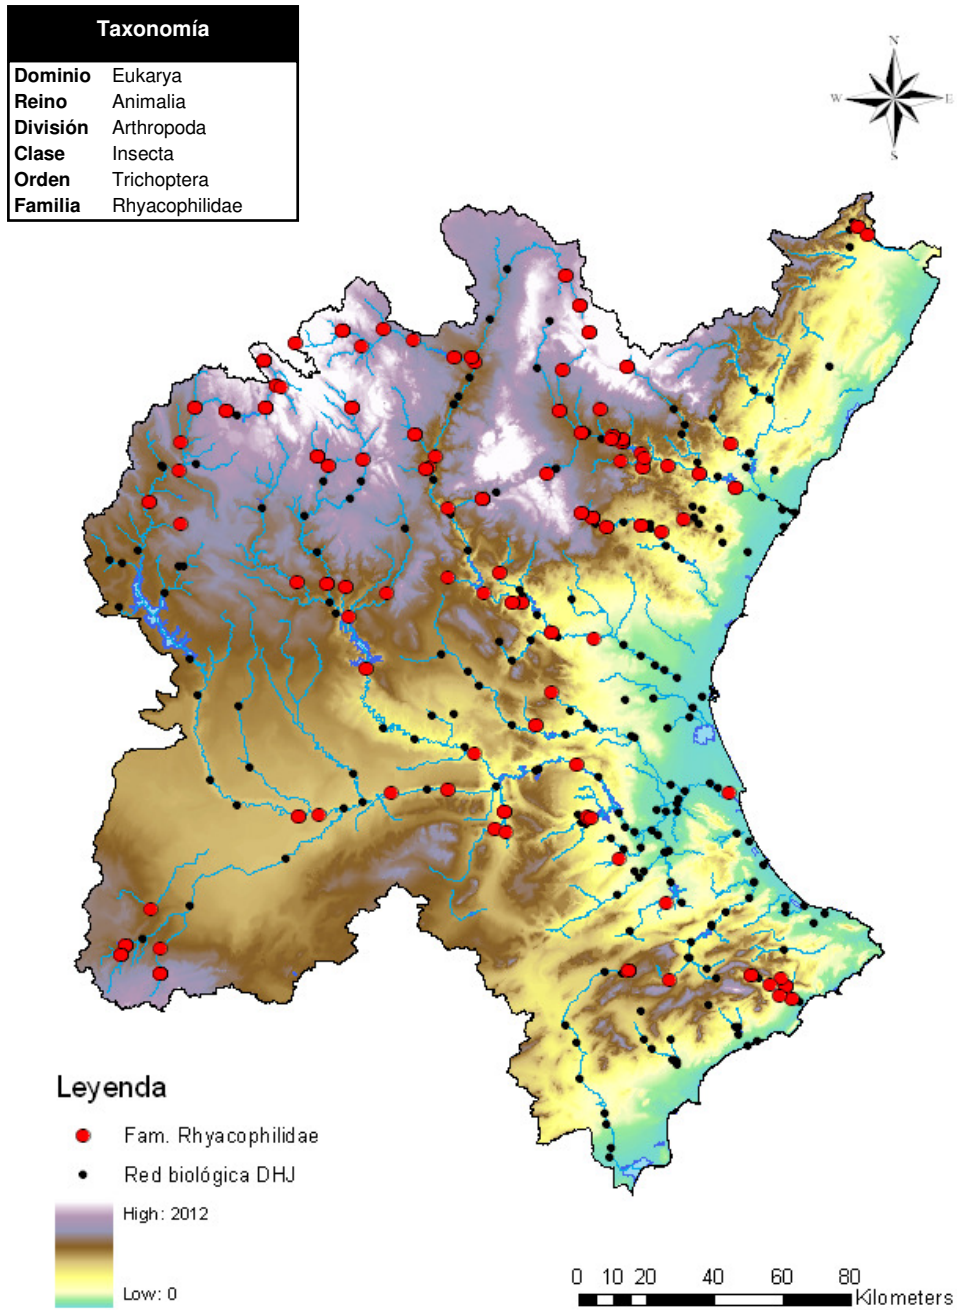 Taxonomía
Dominio Eukarya
Reino Animalia
División Arthropoda
Clase Insecta
Orden Trichoptera
Familia Rhyacophilidae
N
W E
S
Leyenda
Fam. Rhyacophilidae
Red biológica DHJ
High: 2012
Low: 0
0 10 20 40 60 80
Kilometers